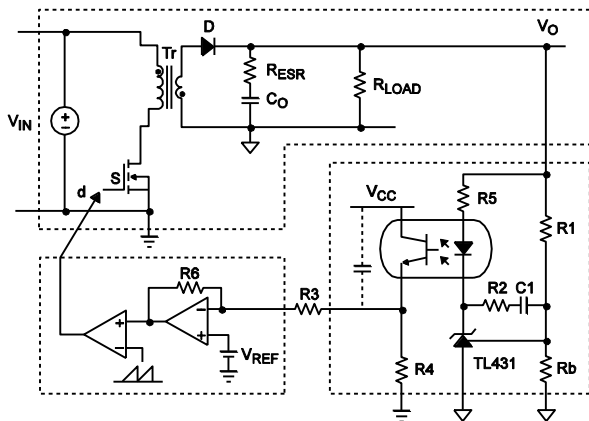 D
V_O
Tr
R_ESR
C_O
R_LOAD
V_IN
+
−
S
d
V_CC
R5
R1
R6
R3
R2
C1
−
+
+
−
V_REF
R4
TL431
Rb